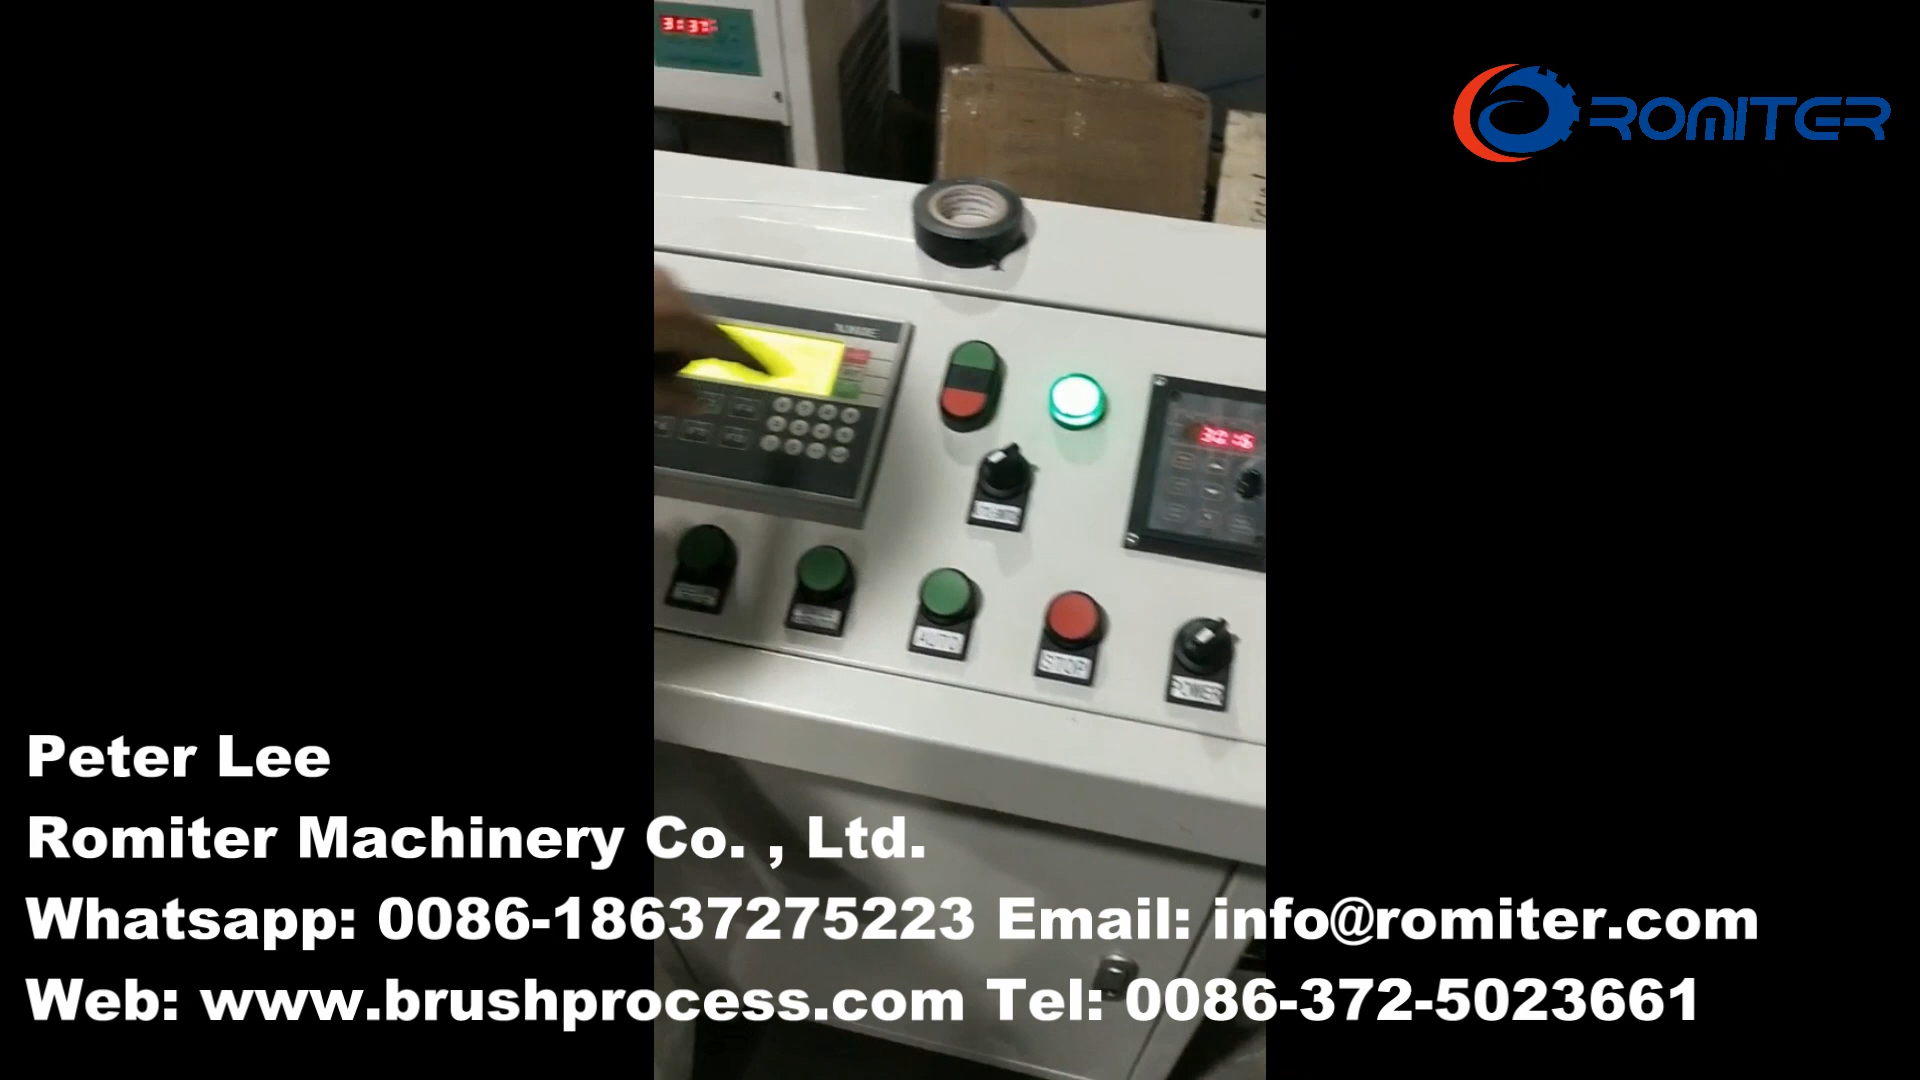 ROMITER
AUTO
STOP
POWER
Peter Lee
Romiter Machinery Co. , Ltd.
Whatsapp: 0086-18637275223 Email: info@romiter.com
Web: www.brushprocess.com Tel: 0086-372-5023661